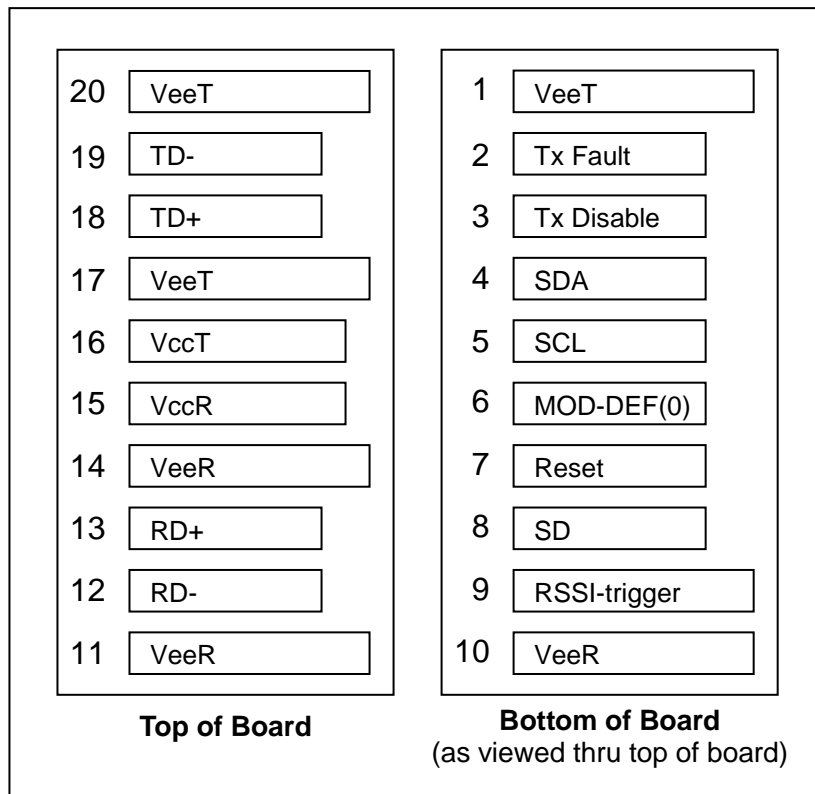 20 VeeT
19 TD-
18 TD+
17 VeeT
16 VccT
15 VccR
14 VeeR
13 RD+
12 RD-
11 VeeR
Top of Board
1 VeeT
2 Tx Fault
3 Tx Disable
4 SDA
5 SCL
6 MOD-DEF(0)
7 Reset
8 SD
9 RSSI-trigger
10 VeeR
Bottom of Board
(as viewed thru top of board)